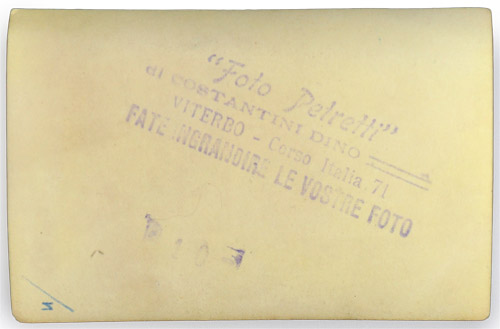 "Foto Petretti"
di COSTANTINI DINO
VITERBO - Corso Italia, 71
FATE INGRANDIRE LE VOSTRE FOTO